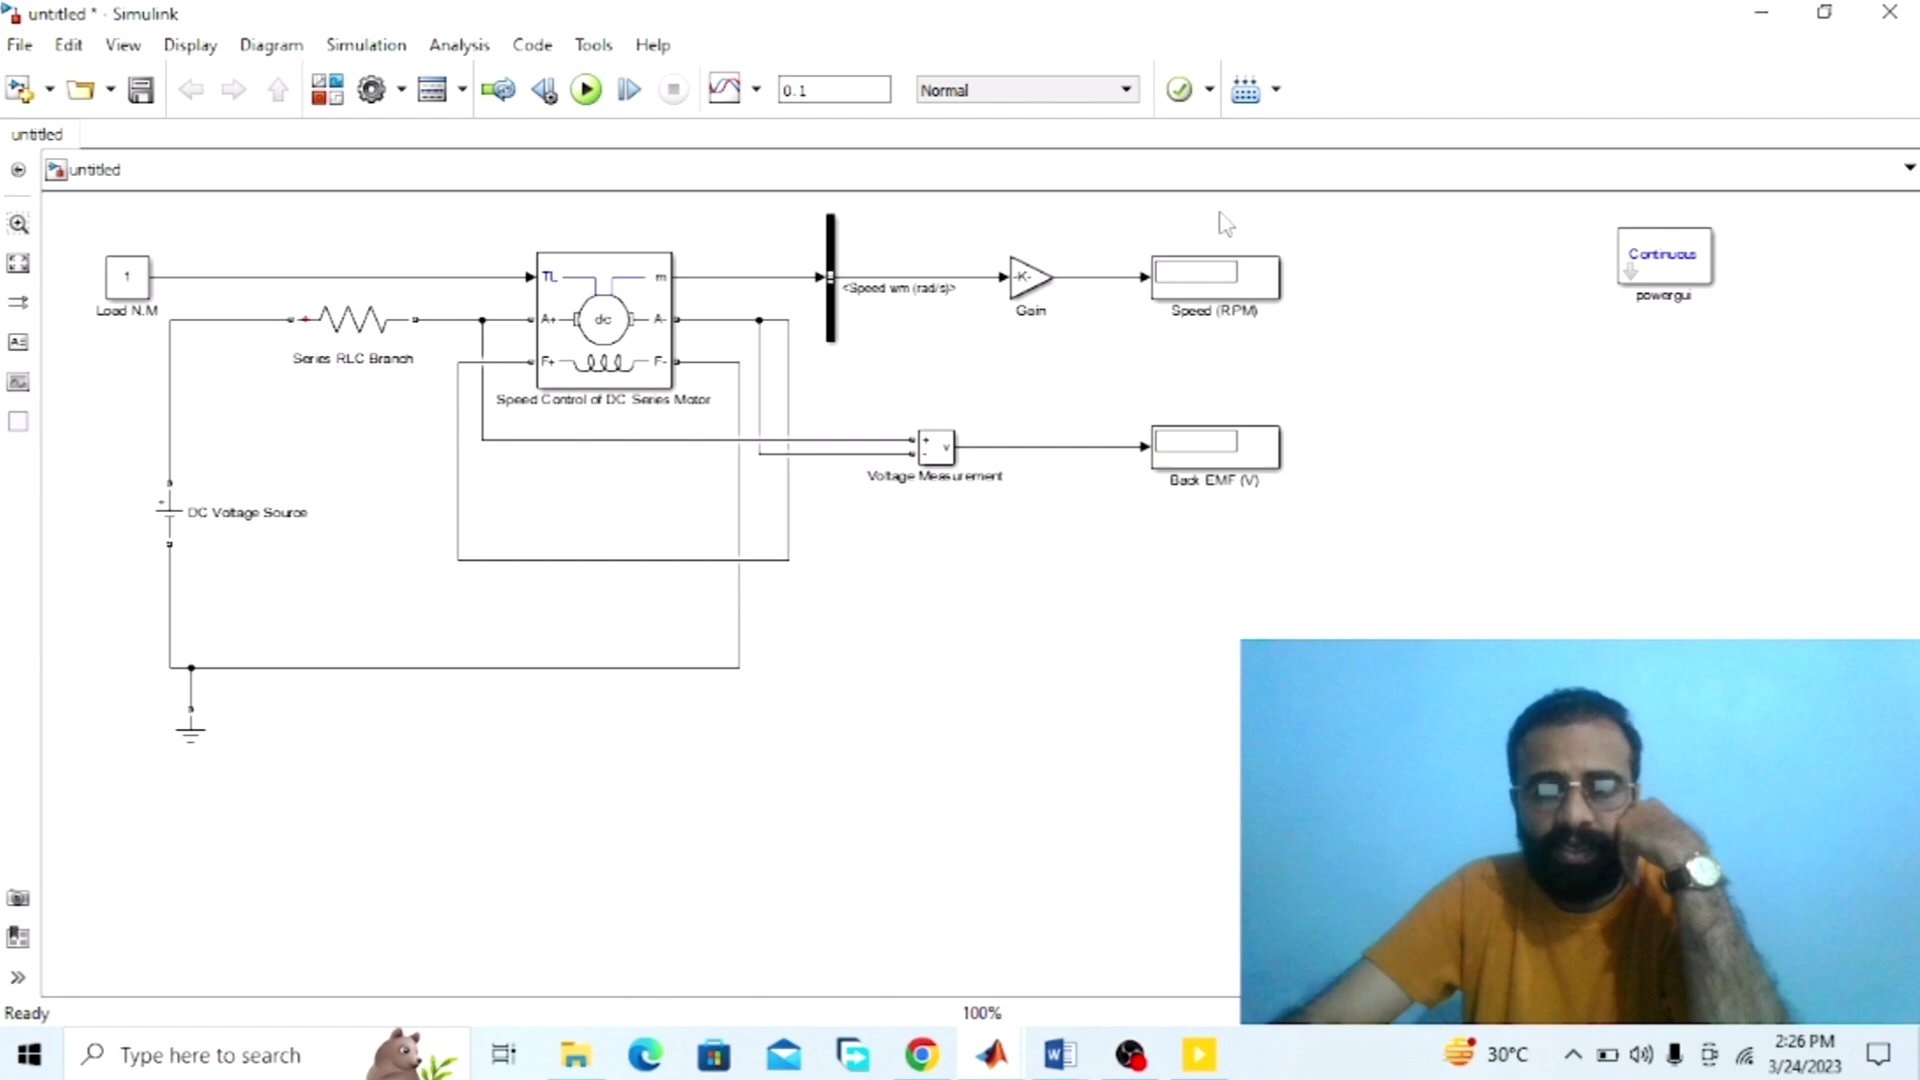 untitled * - Simulink
File Edit View Display Diagram Simulation Analysis Code Tools Help
0.1 Normal
untitled
untitled
1
Load N.M
Series RLC Branch
TL m
A+ dc A-
F+ F-
Speed Control of DC Series Motor
<Speed wm (rad/s)>
-K-
Gain
Speed (RPM)
Continuous
powergui
+
-
v
Voltage Measurement
Back EMF (V)
+
DC Voltage Source
Ready 100%
Type here to search
30°C
2:26 PM
3/24/2023